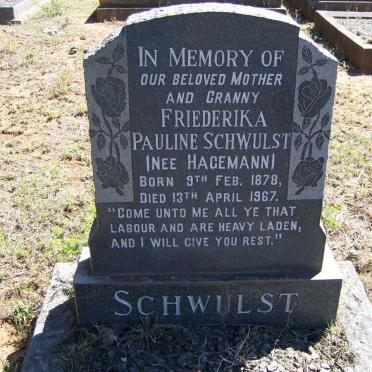 IN MEMORY OF
OUR BELOVED MOTHER
AND GRANNY
FRIEDERIKA
PAULINE SCHWULST
(NEE HAGEMANN)
BORN 9TH FEB. 1878,
DIED 13TH APRIL 1967.
"COME UNTO ME ALL YE THAT
LABOUR AND ARE HEAVY LADEN,
AND I WILL GIVE YOU REST."
SCHWULST